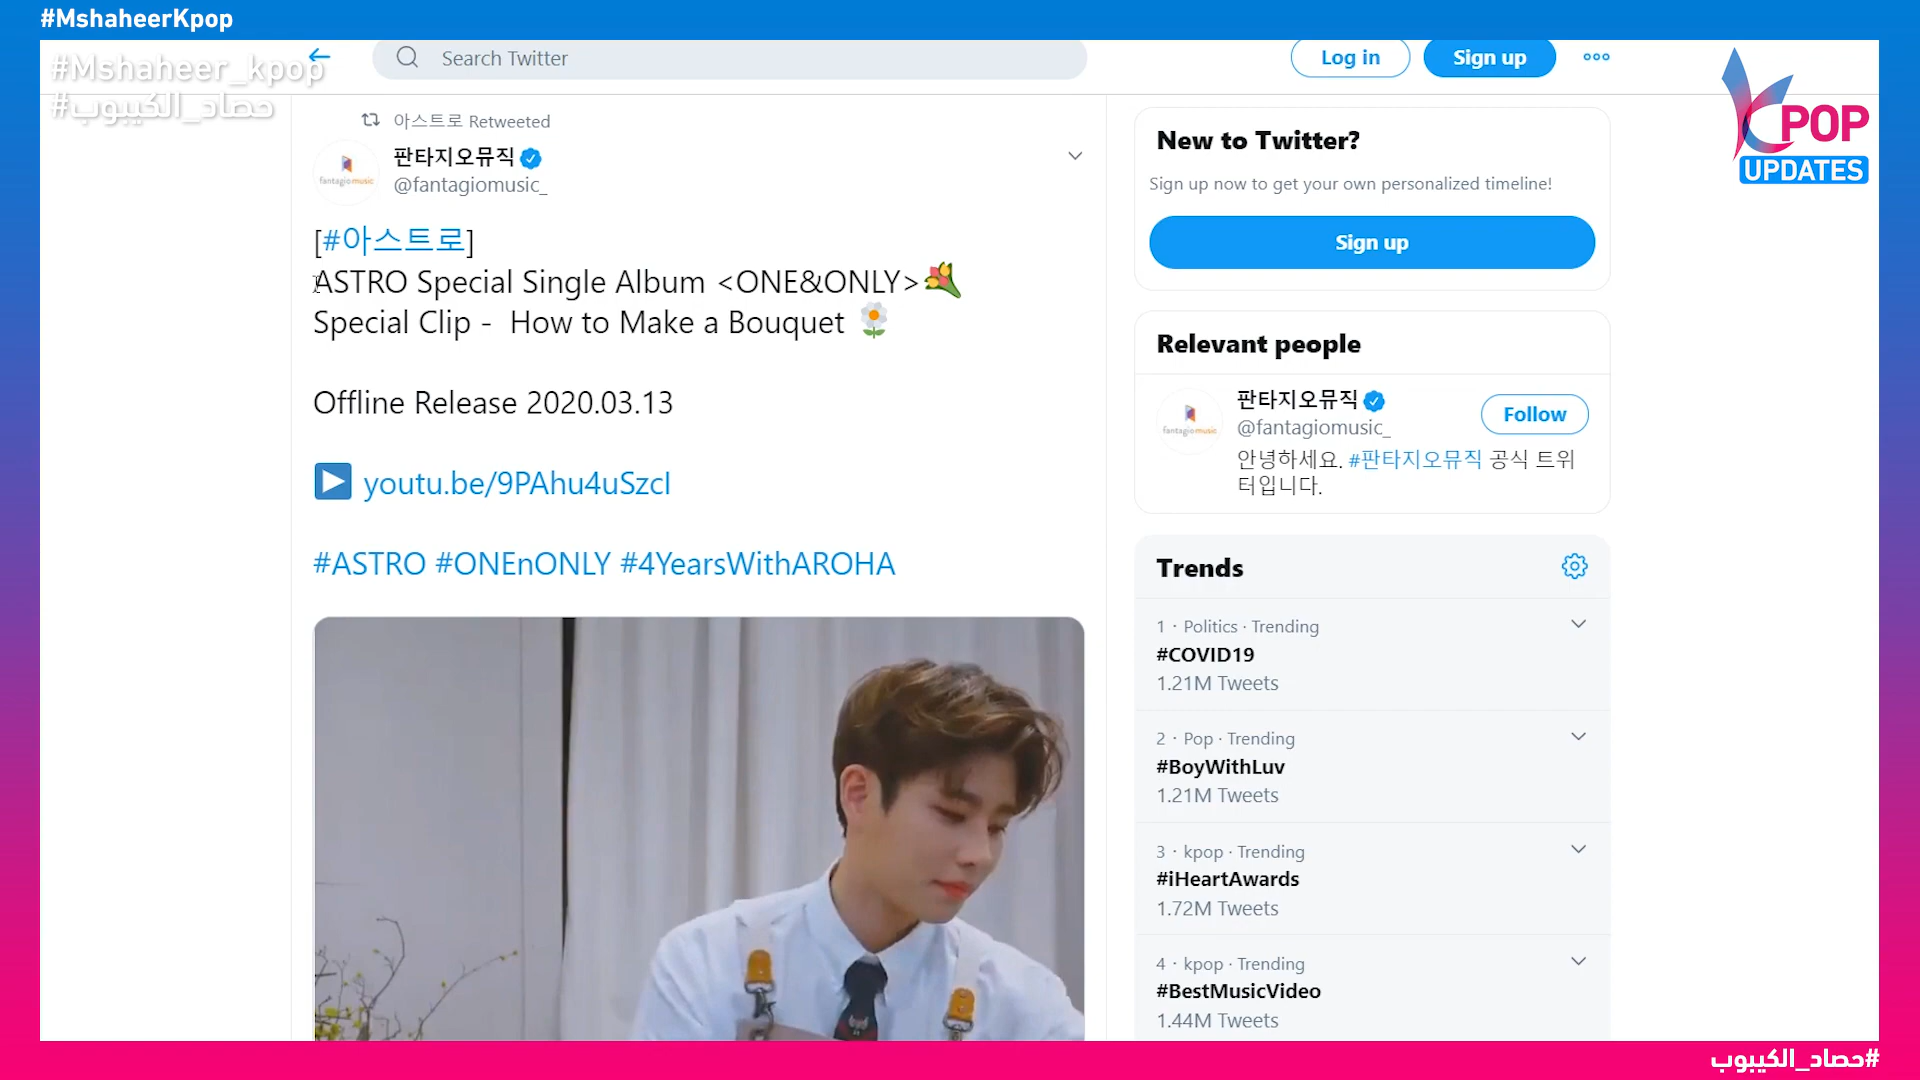 #MshaheerKpop
#Mshaheer_kpop
#حصاد_الكيبوب
Search Twitter
Log in
Sign up
KPOP
UPDATES
아스트로 Retweeted
판타지오뮤직
@fantagiomusic_
fantagiomusic
[#아스트로]
ASTRO Special Single Album <ONE&ONLY>💐
Special Clip - How to Make a Bouquet 🌼
Offline Release 2020.03.13
▶ youtu.be/9PAhu4uSzcI
#ASTRO #ONEnONLY #4YearsWithAROHA
New to Twitter?
Sign up now to get your own personalized timeline!
Sign up
Relevant people
판타지오뮤직
@fantagiomusic_
fantagiomusic
Follow
안녕하세요. #판타지오뮤직 공식 트위
터입니다.
Trends
1 · Politics · Trending
#COVID19
1.21M Tweets
2 · Pop · Trending
#BoyWithLuv
1.21M Tweets
3 · kpop · Trending
#iHeartAwards
1.72M Tweets
4 · kpop · Trending
#BestMusicVideo
1.44M Tweets
#حصاد_الكيبوب